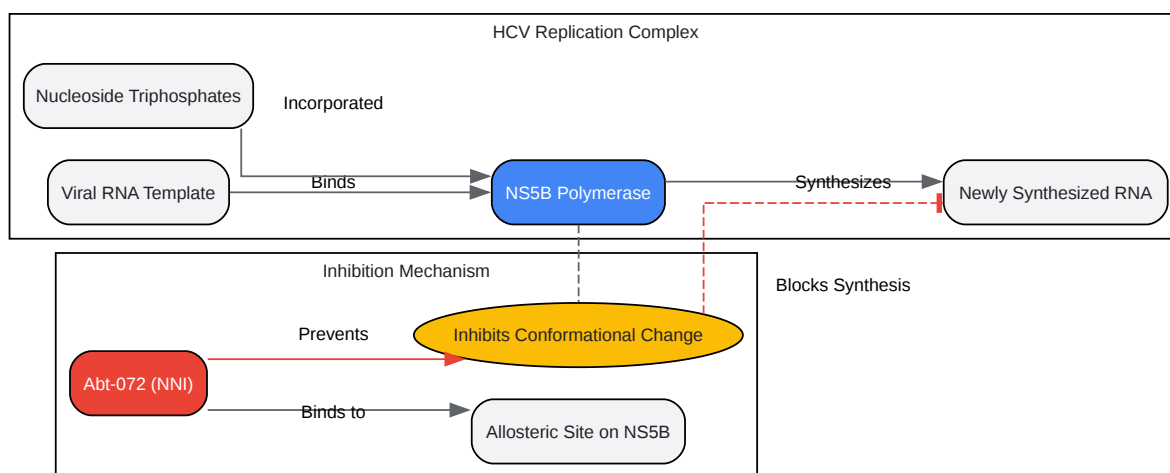 HCV Replication Complex
Nucleoside Triphosphates
Incorporated
Viral RNA Template
Binds
NS5B Polymerase
Synthesizes
Newly Synthesized RNA
Inhibition Mechanism
Blocks Synthesis
Prevents
Inhibits Conformational Change
Abt-072 (NNI)
Binds to
Allosteric Site on NS5B